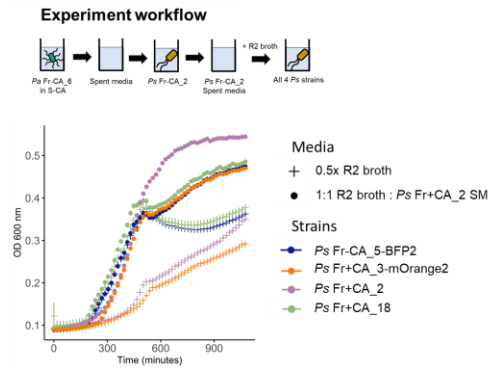 Experiment workflow
+ R2 broth
Ps Fr-CA_6
in S-CA
Spent media
Ps Fr-CA_2
Ps Fr-CA_2
Spent media
All 4 Ps strains
OD 600 nm
0.5
0.4
0.3
0.2
0.1
0
300
600
900
Time (minutes)
Media
0.5x R2 broth
1:1 R2 broth : Ps Fr+CA_2 SM
Strains
Ps Fr-CA_5-BFP2
Ps Fr+CA_3-mOrange2
Ps Fr+CA_2
Ps Fr+CA_18